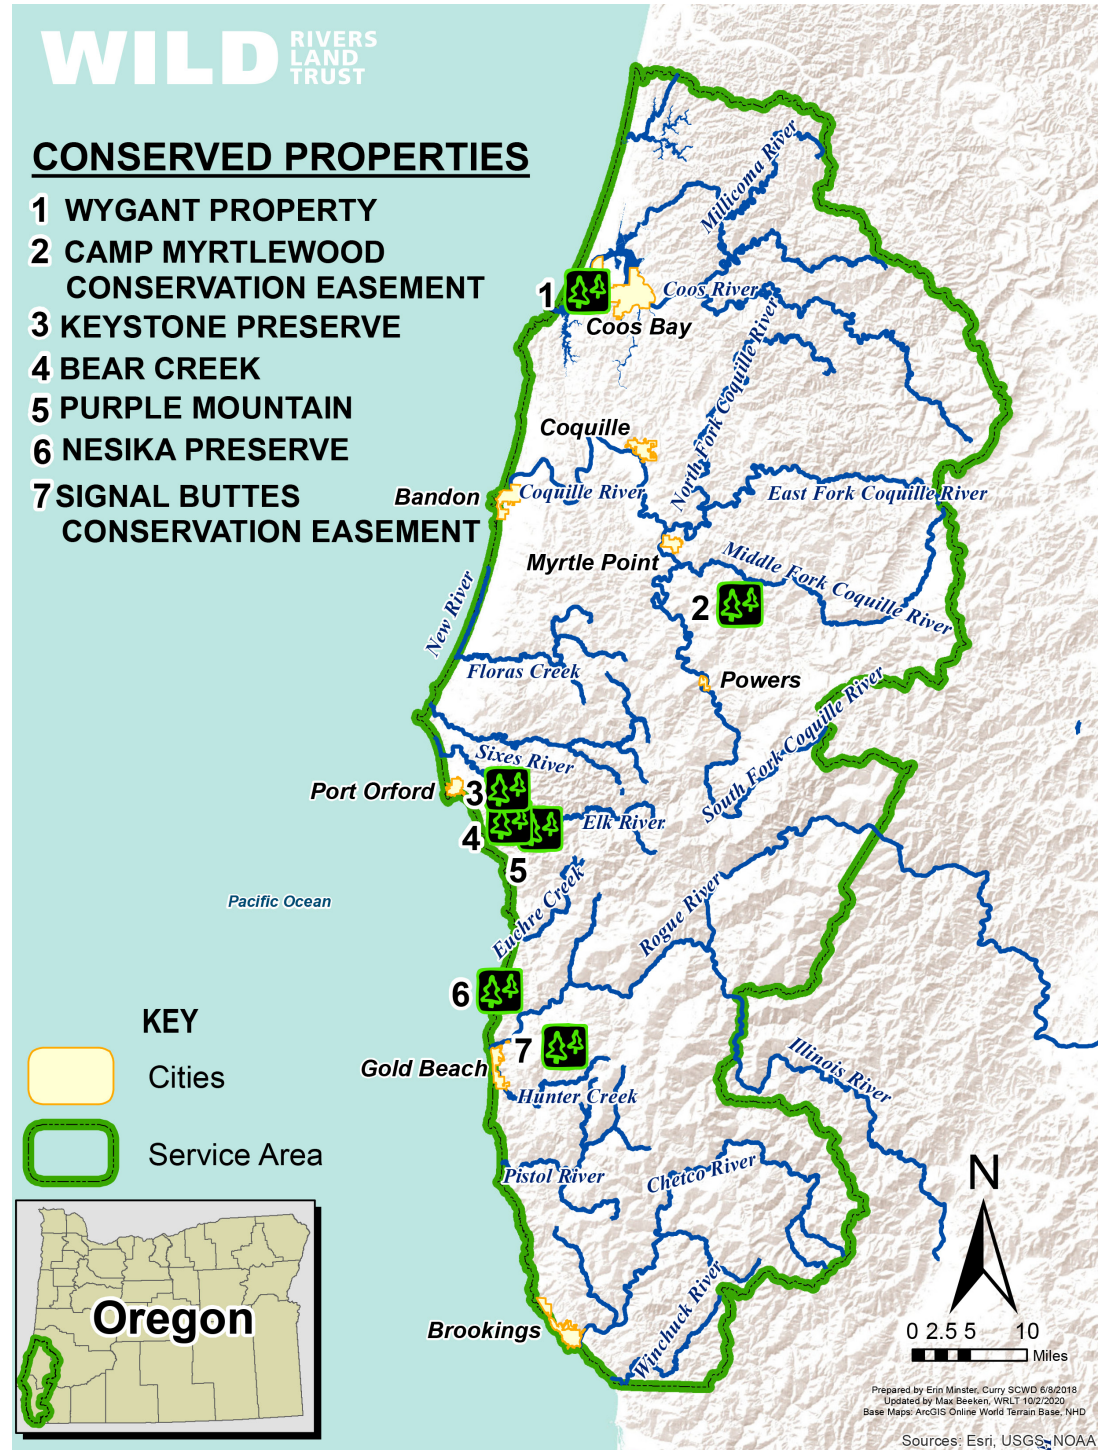 WILD
RIVERS
LAND
TRUST
CONSERVED PROPERTIES
1 WYGANT PROPERTY
2 CAMP MYRTLEWOOD
CONSERVATION EASEMENT
3 KEYSTONE PRESERVE
4 BEAR CREEK
5 PURPLE MOUNTAIN
6 NESIKA PRESERVE
7 SIGNAL BUTTES
CONSERVATION EASEMENT
Millicoma River
1
Coos River
Coos Bay
North Fork Coquille River
Coquille
Bandon
Coquille River
East Fork Coquille River
Myrtle Point
Middle Fork Coquille River
2
New River
Floras Creek
Powers
South Fork Coquille River
Sixes River
Port Orford
3
4
Elk River
5
Pacific Ocean
Euchre Creek
Rogue River
6
7
Gold Beach
Hunter Creek
Illinois River
Pistol River
Chetco River
Brookings
Winchuck River
KEY
Cities
Service Area
Oregon
N
0 2.5 5 10
Miles
Prepared by Erin Minster, Curry SCWD 6/8/2018
Updated by Max Beeken, WRLT 10/2/2020
Base Maps: ArcGIS Online World Terrain Base, NHD
Sources: Esri, USGS, NOAA